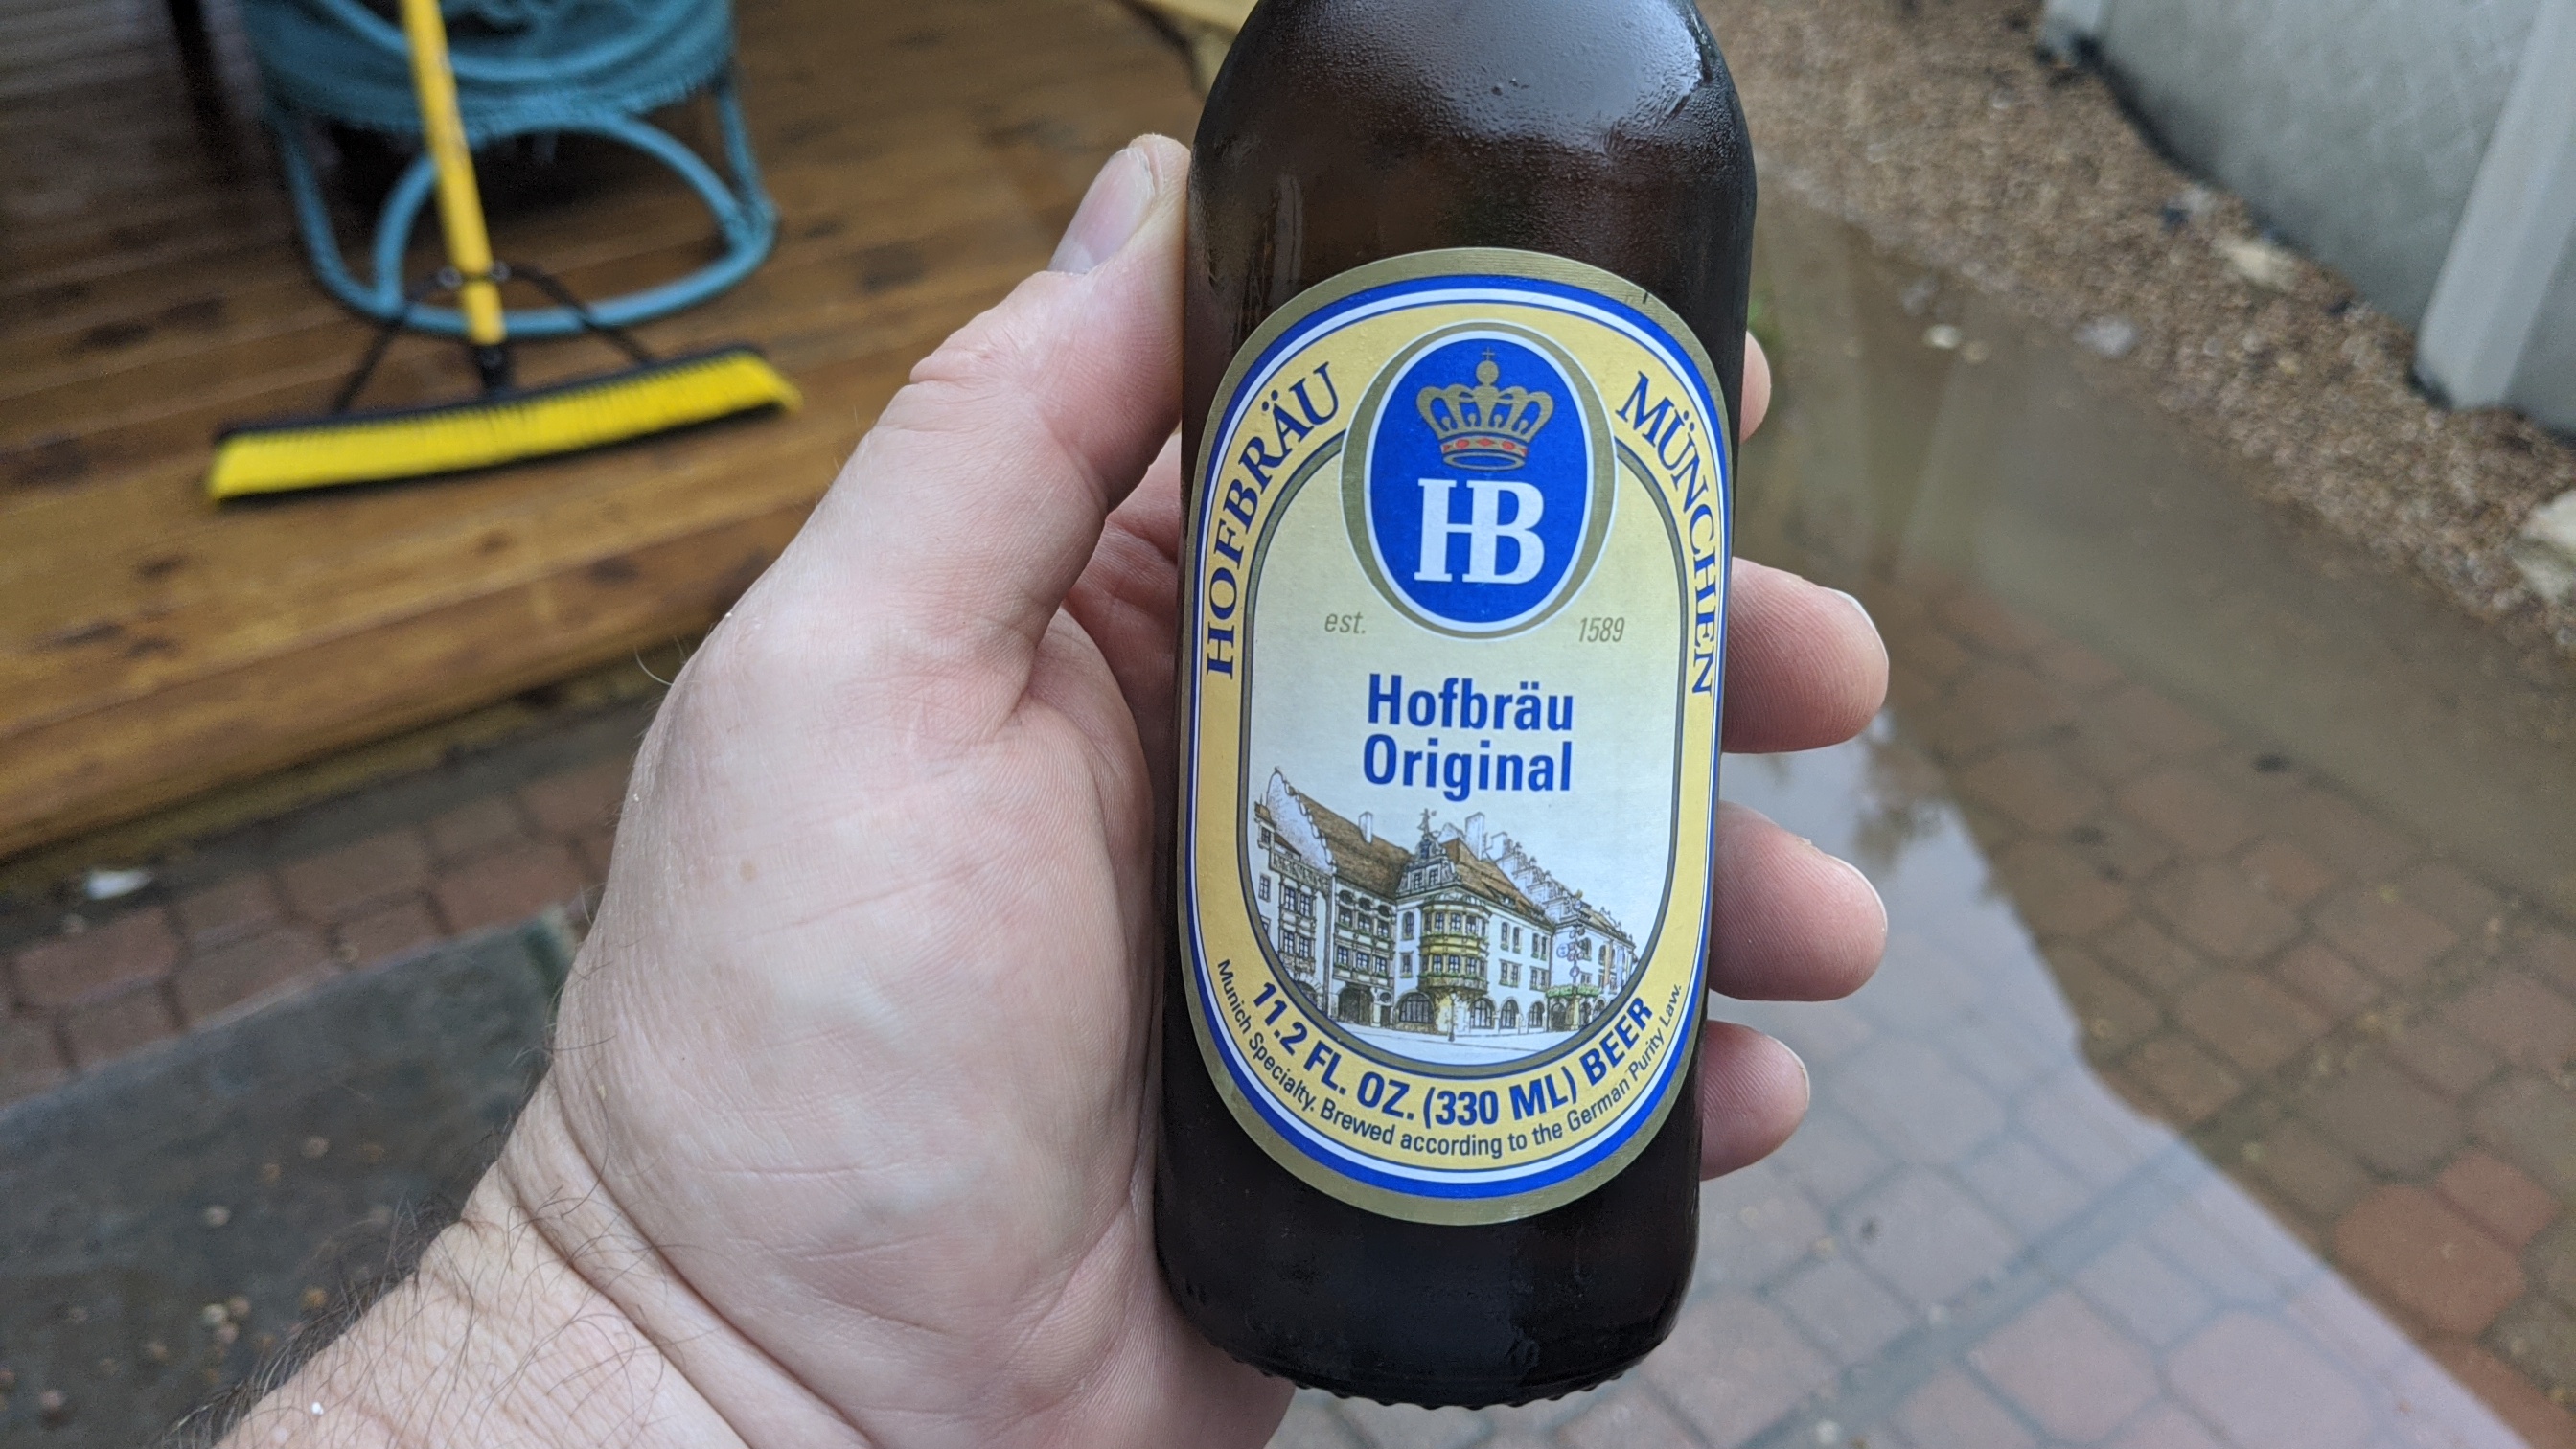 HOFBRÄU MÜNCHEN
HB
est. 1589
Hofbräu
Original
11.2 FL. OZ. (330 ML) BEER
Munich Specialty. Brewed according to the German Purity Law.